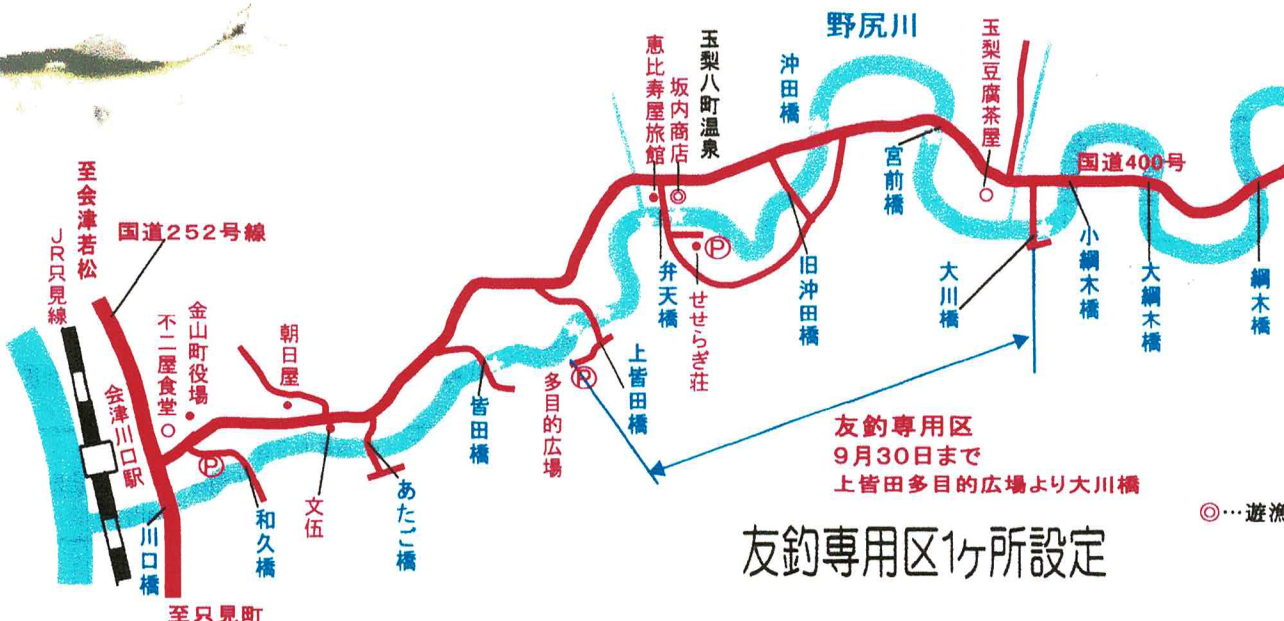 野尻川
玉梨豆腐茶屋
玉梨八町温泉
恵比寿屋旅館
坂内商店
沖田橋
宮前橋
国道400号
至会津若松
国道252号線
JR只見線
弁天橋
せせらぎ荘
P
旧沖田橋
大川橋
小綱木橋
大綱木橋
綱木橋
金山町役場
不二屋食堂
朝日屋
会津川口駅
皆田橋
多目的広場
P
上皆田橋
P
文伍
あたご橋
和久橋
川口橋
至只見町
友釣専用区
9月30日まで
上皆田多目的広場より大川橋
◎…遊漁
友釣専用区1ヶ所設定